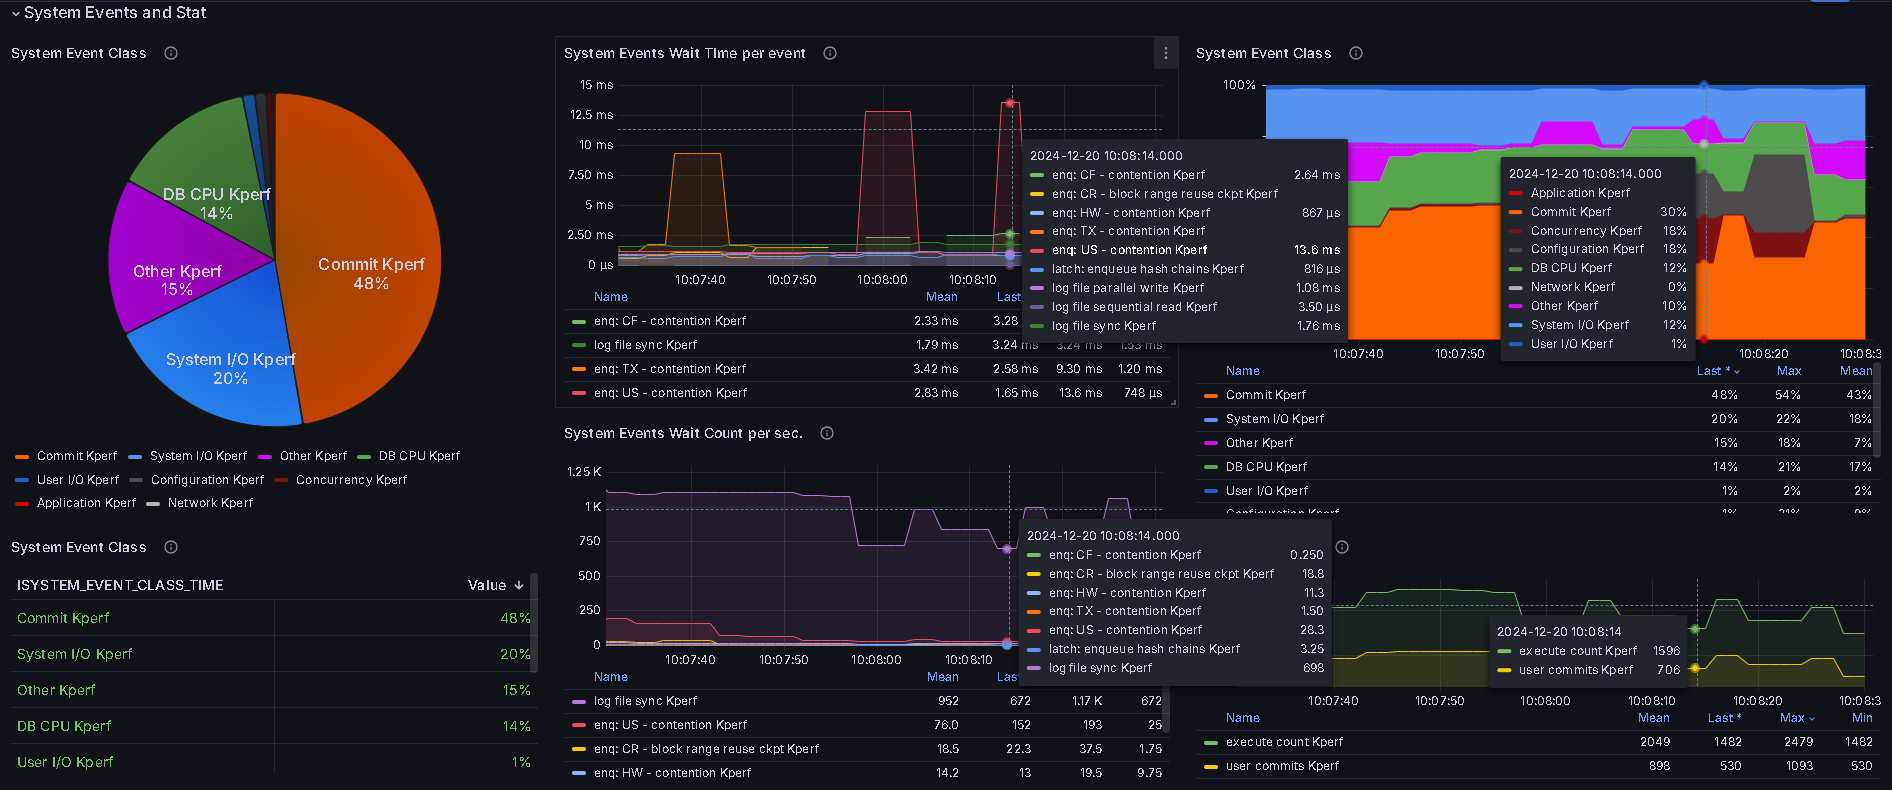 System Events and Stat
System Event Class
DB CPU Kperf
14%
Other Kperf
15%
Commit Kperf
48%
System I/O Kperf
20%
Commit Kperf System I/O Kperf Other Kperf DB CPU Kperf
User I/O Kperf Configuration Kperf Concurrency Kperf
Application Kperf Network Kperf
System Event Class
ISYSTEM_EVENT_CLASS_TIME Value
Commit Kperf 48%
System I/O Kperf 20%
Other Kperf 15%
DB CPU Kperf 14%
User I/O Kperf 1%
System Events Wait TIme per event
15 ms
12.5 ms
10 ms
7.50 ms
5 ms
2.50 ms
0 µs
10:07:40 10:07:50 10:08:00 10:08:10
Name Mean Last
enq: CF - contention Kperf 2.33 ms 3.28
log file sync Kperf 1.79 ms 3.24 ms 3.24 ms 1.53 ms
enq: TX - contention Kperf 3.42 ms 2.58 ms 9.30 ms 1.20 ms
enq: US - contention Kperf 2.83 ms 1.65 ms 13.6 ms 748 µs
2024-12-20 10:08:14.000
enq: CF - contention Kperf 2.64 ms
enq: CR - block range reuse ckpt Kperf
enq: HW - contention Kperf 867 µs
enq: TX - contention Kperf
enq: US - contention Kperf 13.6 ms
latch: enqueue hash chains Kperf 816 µs
log file parallel write Kperf 1.08 ms
log file sequential read Kperf 3.50 µs
log file sync Kperf 1.76 ms
System Events Wait Count per sec.
1.25 K
1 K
750
500
250
0
10:07:40 10:07:50 10:08:00 10:08:10
Name Mean Last
log file sync Kperf 952 672 1.17 K 672
enq: US - contention Kperf 76.0 152 193 25
enq: CR - block range reuse ckpt Kperf 18.5 22.3 37.5 1.75
enq: HW - contention Kperf 14.2 13 19.5 9.75
2024-12-20 10:08:14.000
enq: CF - contention Kperf 0.250
enq: CR - block range reuse ckpt Kperf 18.8
enq: HW - contention Kperf 11.3
enq: TX - contention Kperf 1.50
enq: US - contention Kperf 28.3
latch: enqueue hash chains Kperf 3.25
log file sync Kperf 698
System Event Class
100%
10:07:40 10:07:50 10:08:20 10:08:3
2024-12-20 10:08:14.000
Application Kperf
Commit Kperf 30%
Concurrency Kperf 18%
Configuration Kperf 18%
DB CPU Kperf 12%
Network Kperf 0%
Other Kperf 10%
System I/O Kperf 12%
User I/O Kperf 1%
Name Last * Max Mean
Commit Kperf 48% 54% 43%
System I/O Kperf 20% 22% 18%
Other Kperf 15% 18% 7%
DB CPU Kperf 14% 21% 17%
User I/O Kperf 1% 2% 2%
Configuration Kperf 1% 21% 9%
2024-12-20 10:08:14
execute count Kperf 1596
user commits Kperf 706
10:07:40 10:07:50 10:08:00 10:08:10 10:08:20 10:08:3
Name Mean Last * Max Min
execute count Kperf 2049 1482 2479 1482
user commits Kperf 898 530 1093 530